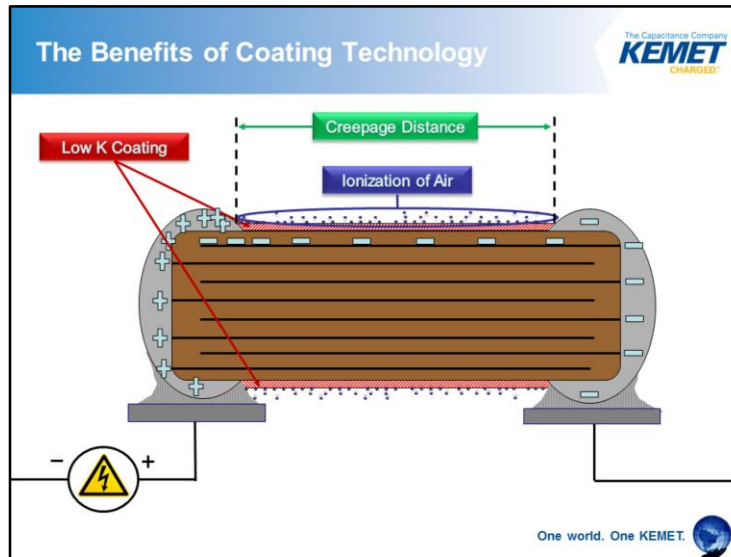 The Benefits of Coating Technology
The Capacitance Company
KEMET
CHARGED.™
Creepage Distance
Low K Coating
Ionization of Air
− +
One world. One KEMET.